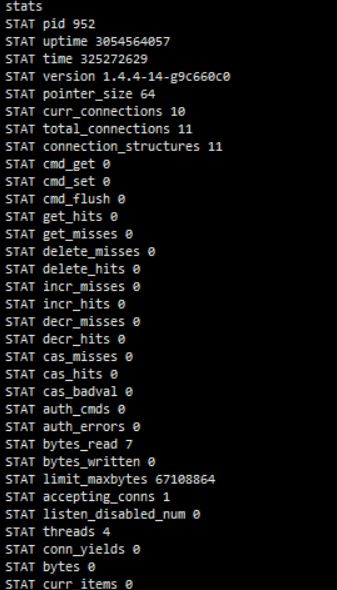 stats
STAT pid 952
STAT uptime 3054564057
STAT time 325272629
STAT version 1.4.4-14-g9c660c0
STAT pointer_size 64
STAT curr_connections 10
STAT total_connections 11
STAT connection_structures 11
STAT cmd_get 0
STAT cmd_set 0
STAT cmd_flush 0
STAT get_hits 0
STAT get_misses 0
STAT delete_misses 0
STAT delete_hits 0
STAT incr_misses 0
STAT incr_hits 0
STAT decr_misses 0
STAT decr_hits 0
STAT cas_misses 0
STAT cas_hits 0
STAT cas_badval 0
STAT auth_cmds 0
STAT auth_errors 0
STAT bytes_read 7
STAT bytes_written 0
STAT limit_maxbytes 67108864
STAT accepting_conns 1
STAT listen_disabled_num 0
STAT threads 4
STAT conn_yields 0
STAT bytes 0
STAT curr_items 0